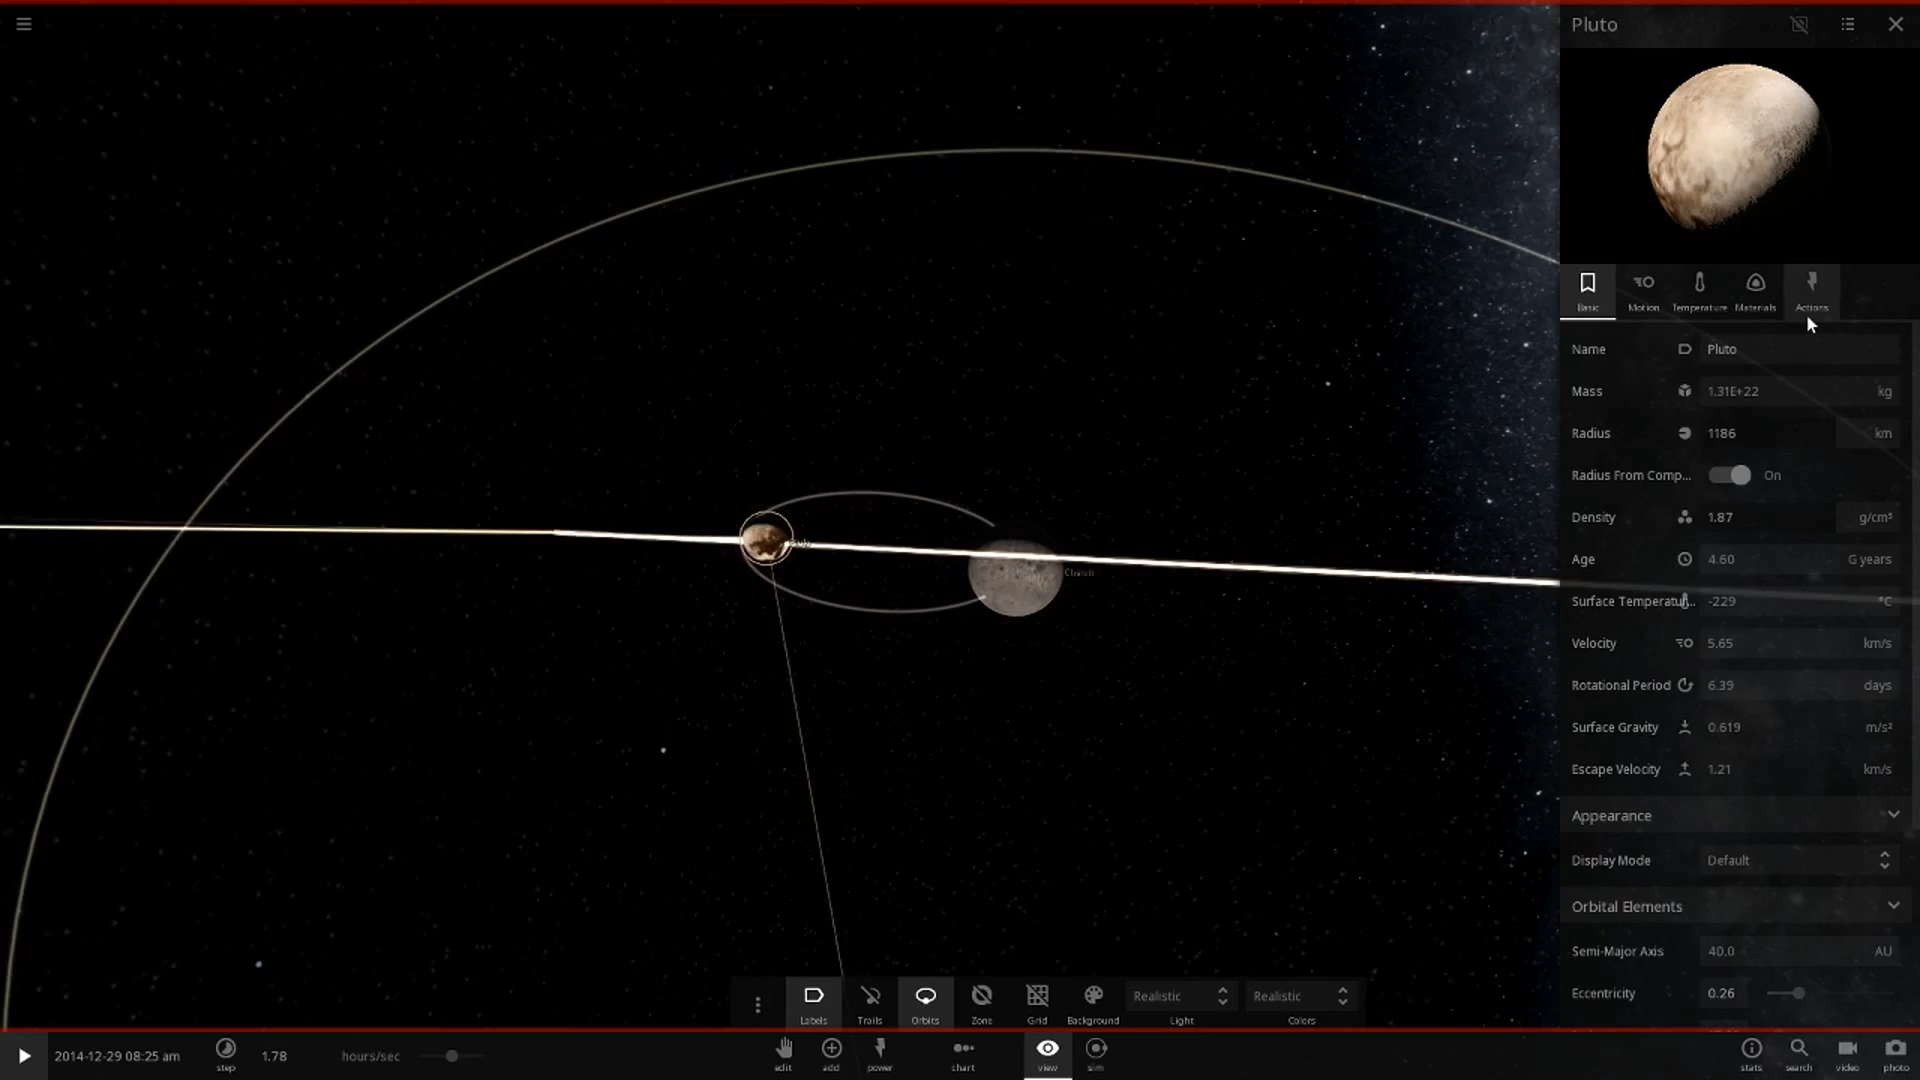 Pluto
Basic
Motion
Temperature
Materials
Actions
Name Pluto
Mass 1.31E+22 kg
Radius 1186 km
Radius From Comp... On
Density 1.87 g/cm³
Age 4.60 G years
Surface Temperatur... -229 °C
Velocity 5.65 km/s
Rotational Period 6.39 days
Surface Gravity 0.619 m/s²
Escape Velocity 1.21 km/s
Appearance
Display Mode Default
Orbital Elements
Semi-Major Axis 40.0 AU
Eccentricity 0.26
Charon
Labels
Trails
Orbits
Zone
Grid
Background
Realistic
Light
Realistic
Colors
2014-12-29 08:25 am
step
1.78 hours/sec
edit
add
power
chart
view
sim
stats
search
video
photo